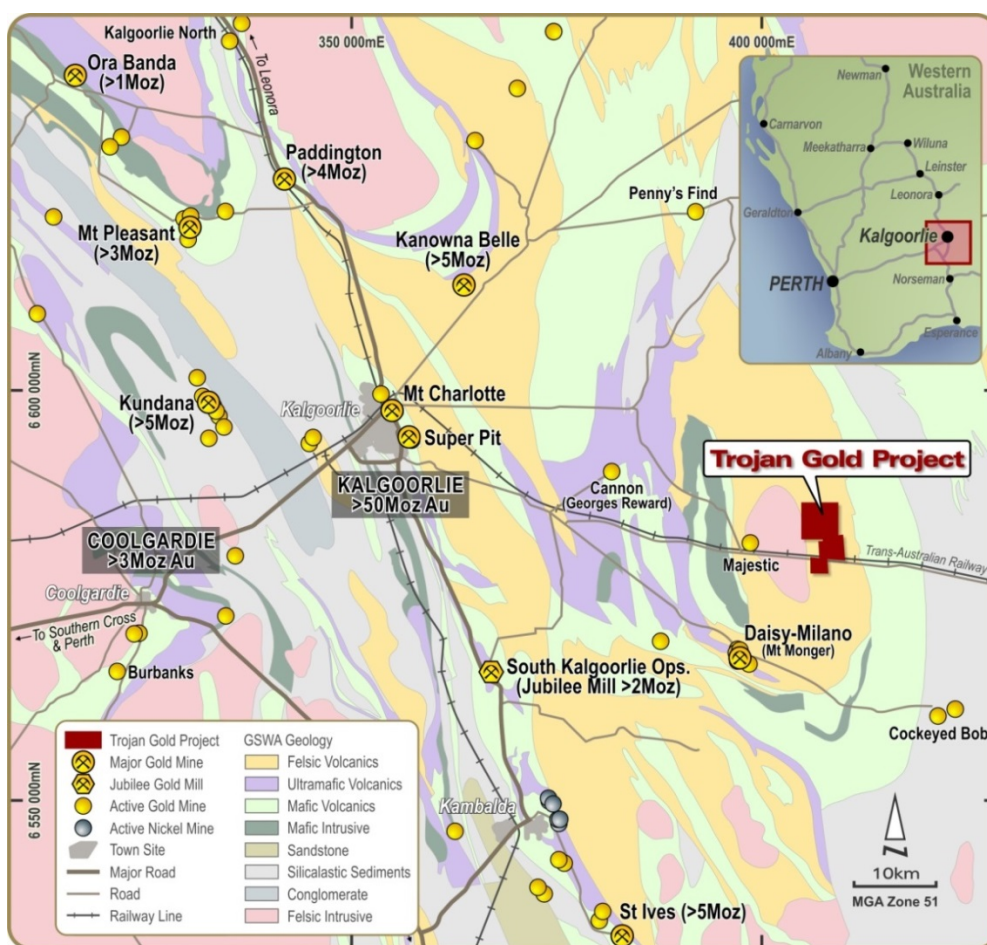 Kalgoorlie North
To Leonora
350 000mE
400 000mE
Ora Banda
(>1Moz)
Paddington
(>4Moz)
Mt Pleasant
(>3Moz)
Kanowna Belle
(>5Moz)
Penny's Find
Western
Australia
Newman
Carnarvon
Meekatharra
Wiluna
Leinster
Leonora
Geraldton
Kalgoorlie
PERTH
Norseman
Esperance
Albany
6 600 000mN
Kundana
(>5Moz)
Kalgoorlie
Mt Charlotte
Super Pit
KALGOORLIE
>50Moz Au
Cannon
(Georges Reward)
Trojan Gold Project
Majestic
Trans-Australian Railway
COOLGARDIE
>3Moz Au
Coolgardie
To Southern Cross
& Perth
Burbanks
South Kalgoorlie Ops.
(Jubilee Mill >2Moz)
Daisy-Milano
(Mt Monger)
Cockeyed Bob
6 550 000mN
Kambalda
St Ives (>5Moz)
Trojan Gold Project
Major Gold Mine
Jubilee Gold Mill
Active Gold Mine
Active Nickel Mine
Town Site
Major Road
Road
Railway Line
GSWA Geology
Felsic Volcanics
Ultramafic Volcanics
Mafic Volcanics
Mafic Intrusive
Sandstone
Silicalastic Sediments
Conglomerate
Felsic Intrusive
N
10km
MGA Zone 51